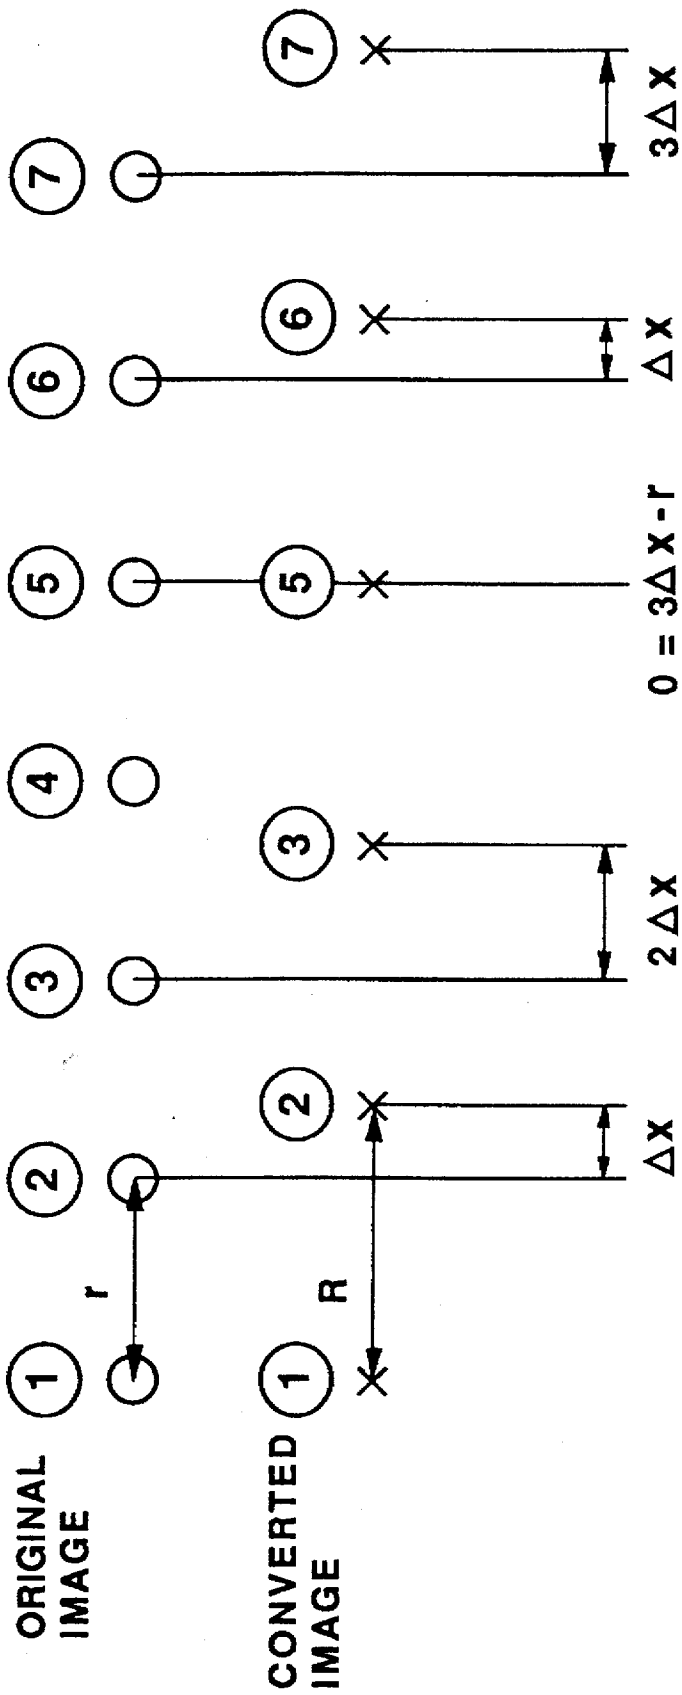 ORIGINAL
IMAGE
1 2 3 4 5 6 7
r
CONVERTED
IMAGE
1 2 3 5 6 7
R
Δx 2Δx 0 = 3Δx - r Δx 3Δx